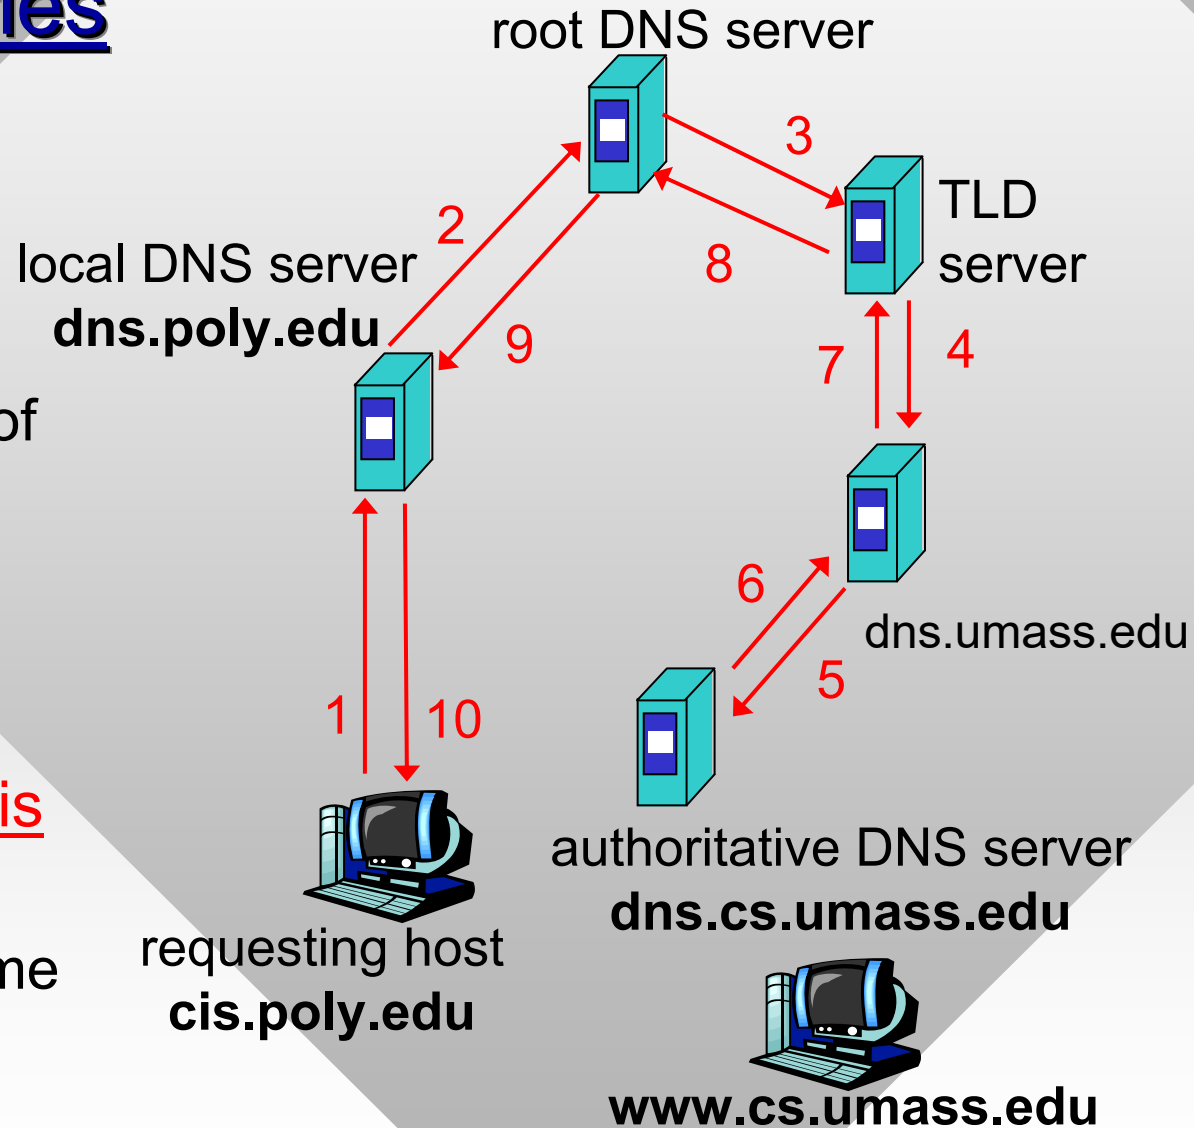 root DNS server
3
TLD
server
2
8
local DNS server
dns.poly.edu
9
7
4
of
6
dns.umass.edu
5
1
10
is
authoritative DNS server
dns.cs.umass.edu
requesting host
cis.poly.edu
www.cs.umass.edu